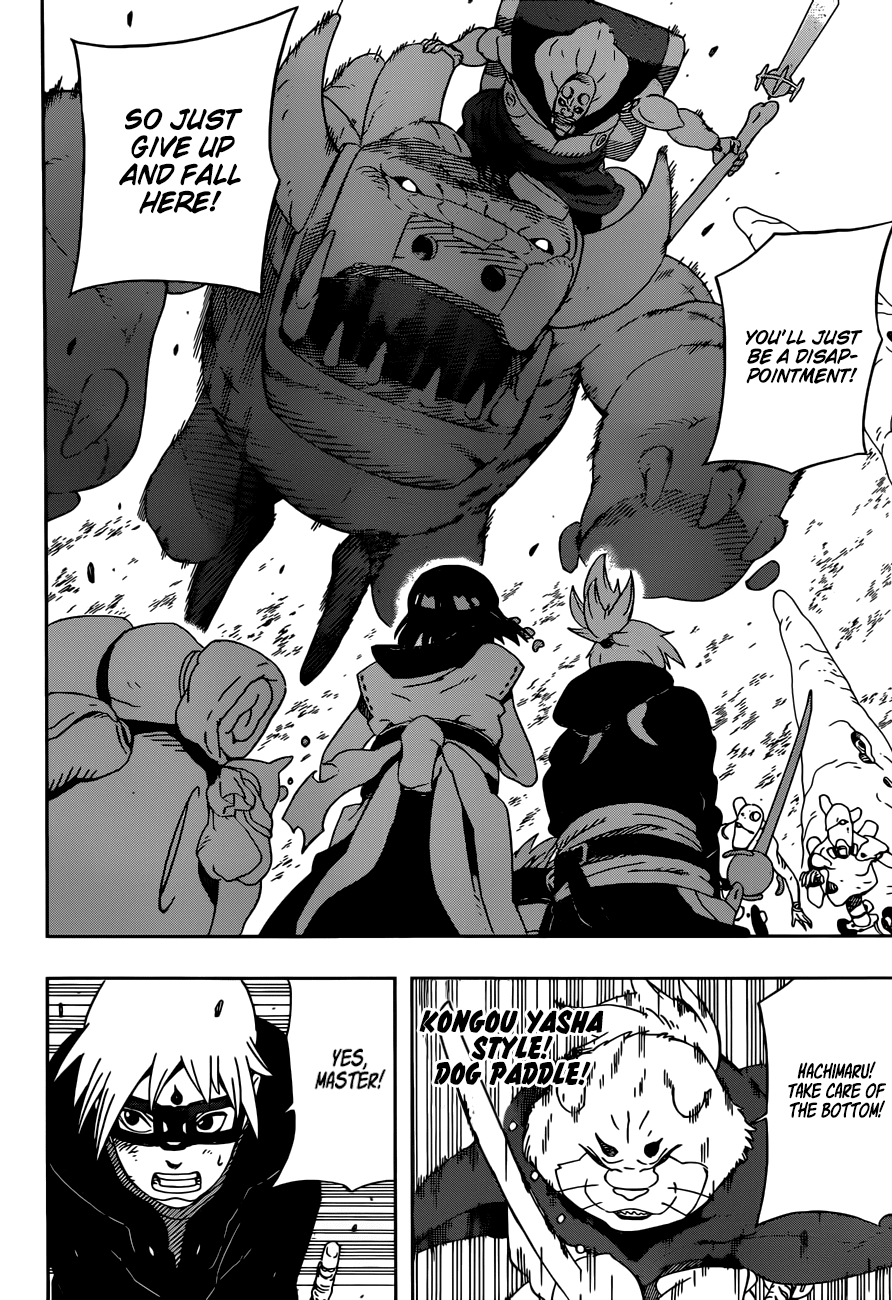 YOU'LL JUST
BE A DISAP-
POINTMENT!
SO JUST
GIVE UP
AND FALL
HERE!
HACHIMARU!
TAKE CARE OF
THE BOTTOM!
KONGOU YASHA
STYLE!
DOG PADDLE!
YES,
MASTER!